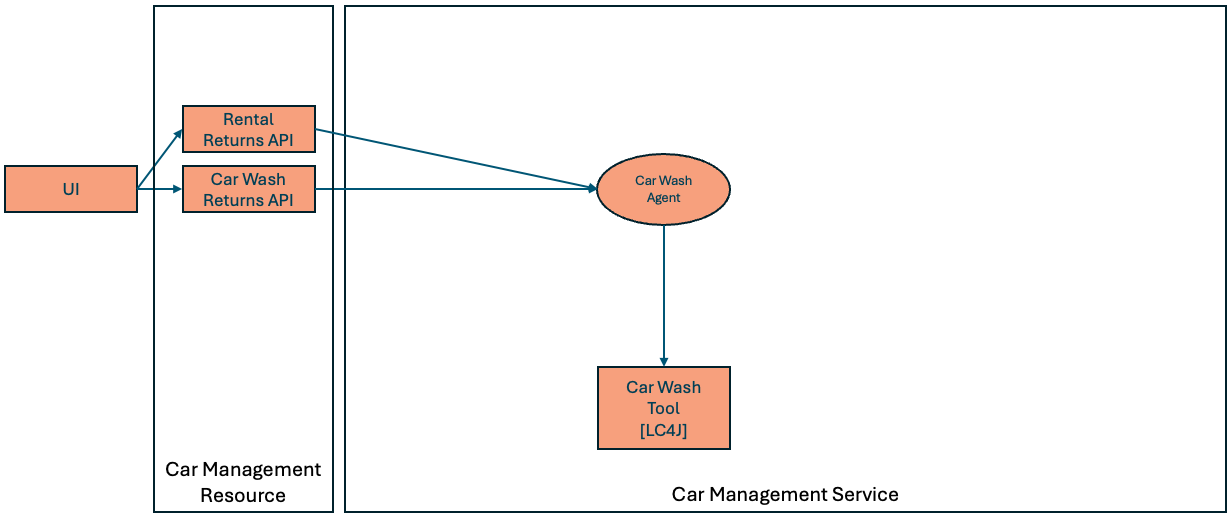 Rental
Returns API
UI
Car Wash
Returns API
Car Wash
Agent
Car Wash
Tool
[LC4J]
Car Management
Resource
Car Management Service